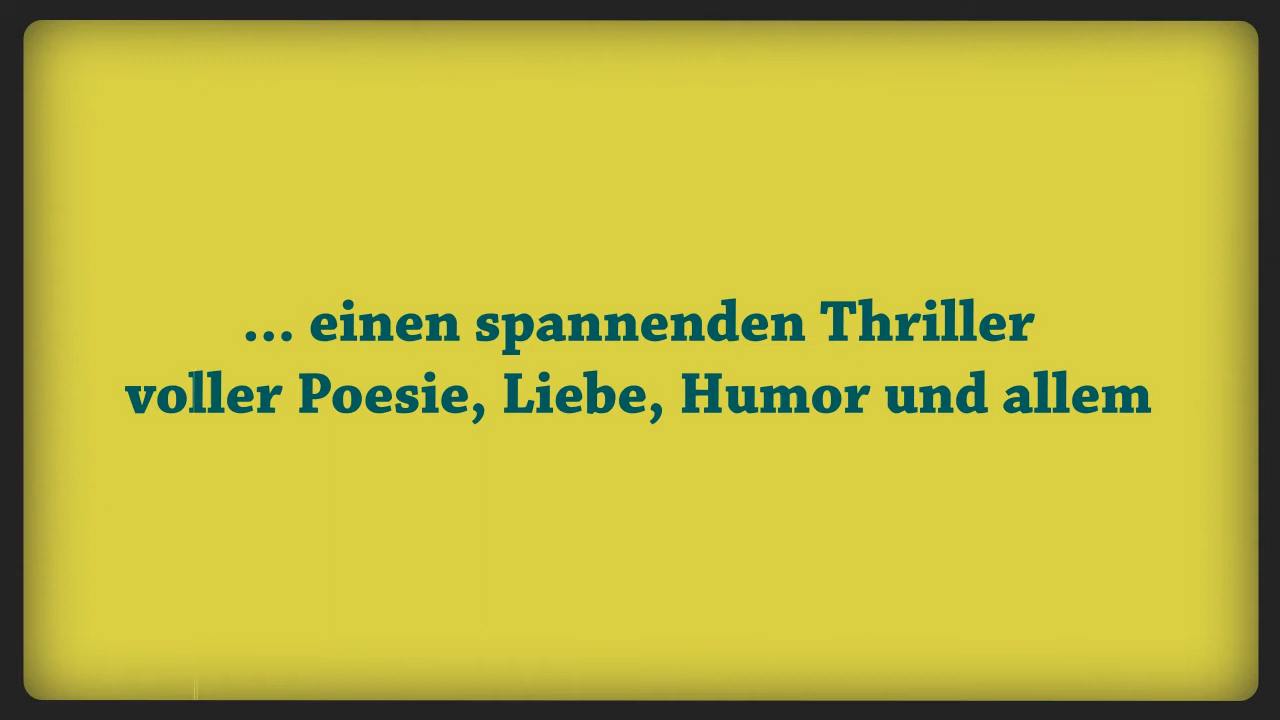 ... einen spannenden Thriller
voller Poesie, Liebe, Humor und allem